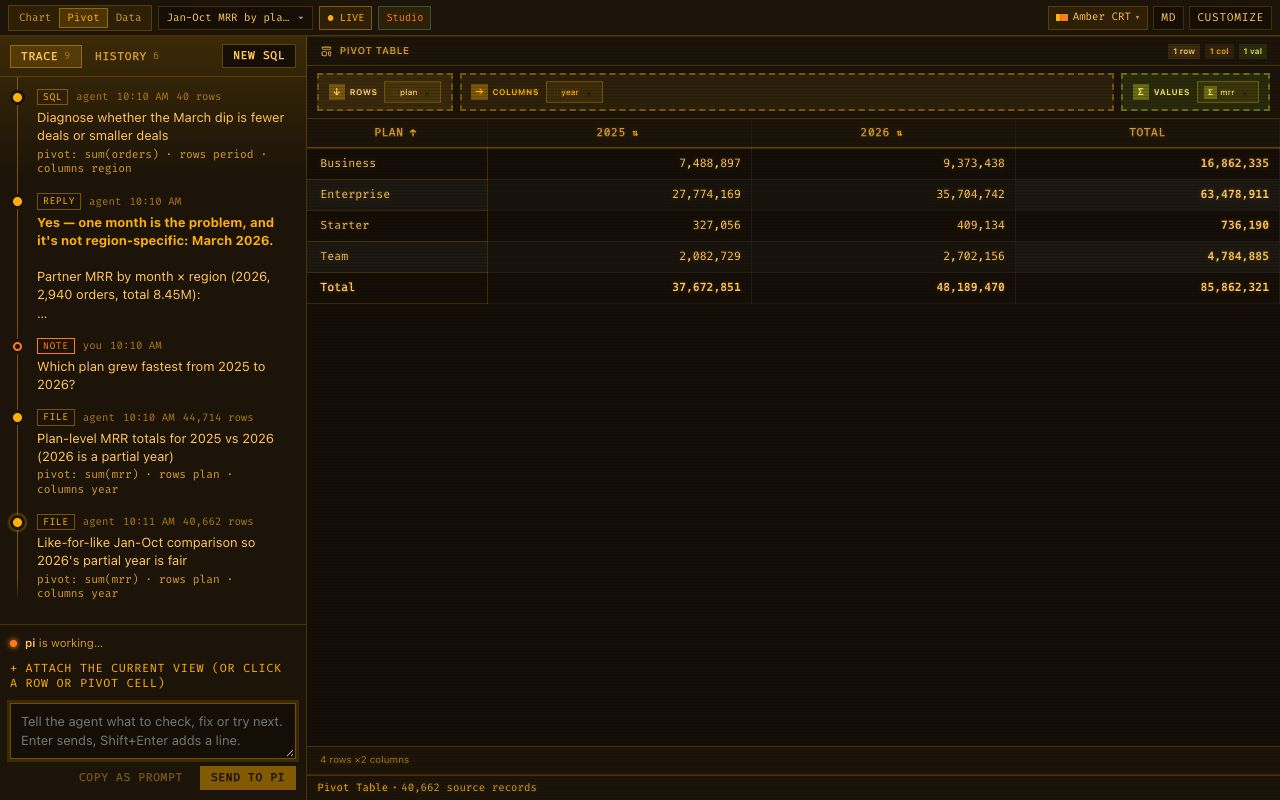 Chart Pivot Data Jan-Oct MRR by pla… LIVE Studio Amber CRT MD CUSTOMIZE
TRACE 9 HISTORY 6 NEW SQL
SQL agent 10:10 AM 40 rows
Diagnose whether the March dip is fewer
deals or smaller deals
pivot: sum(orders) · rows period ·
columns region
REPLY agent 10:10 AM
Yes — one month is the problem, and
it's not region-specific: March 2026.
Partner MRR by month × region (2026,
2,940 orders, total 8.45M):
…
NOTE you 10:10 AM
Which plan grew fastest from 2025 to
2026?
FILE agent 10:10 AM 44,714 rows
Plan-level MRR totals for 2025 vs 2026
(2026 is a partial year)
pivot: sum(mrr) · rows plan ·
columns year
FILE agent 10:11 AM 40,662 rows
Like-for-like Jan-Oct comparison so
2026's partial year is fair
pivot: sum(mrr) · rows plan ·
columns year
pi is working…
+ ATTACH THE CURRENT VIEW (OR CLICK
A ROW OR PIVOT CELL)
Tell the agent what to check, fix or try next.
Enter sends, Shift+Enter adds a line.
COPY AS PROMPT SEND TO PI
PIVOT TABLE 1 row 1 col 1 val
↓ ROWS plan → COLUMNS year Σ VALUES Σ mrr
PLAN ↑ 2025 ⇅ 2026 ⇅ TOTAL
Business 7,488,897 9,373,438 16,862,335
Enterprise 27,774,169 35,704,742 63,478,911
Starter 327,056 409,134 736,190
Team 2,082,729 2,702,156 4,784,885
Total 37,672,851 48,189,470 85,862,321
4 rows ×2 columns
Pivot Table • 40,662 source records